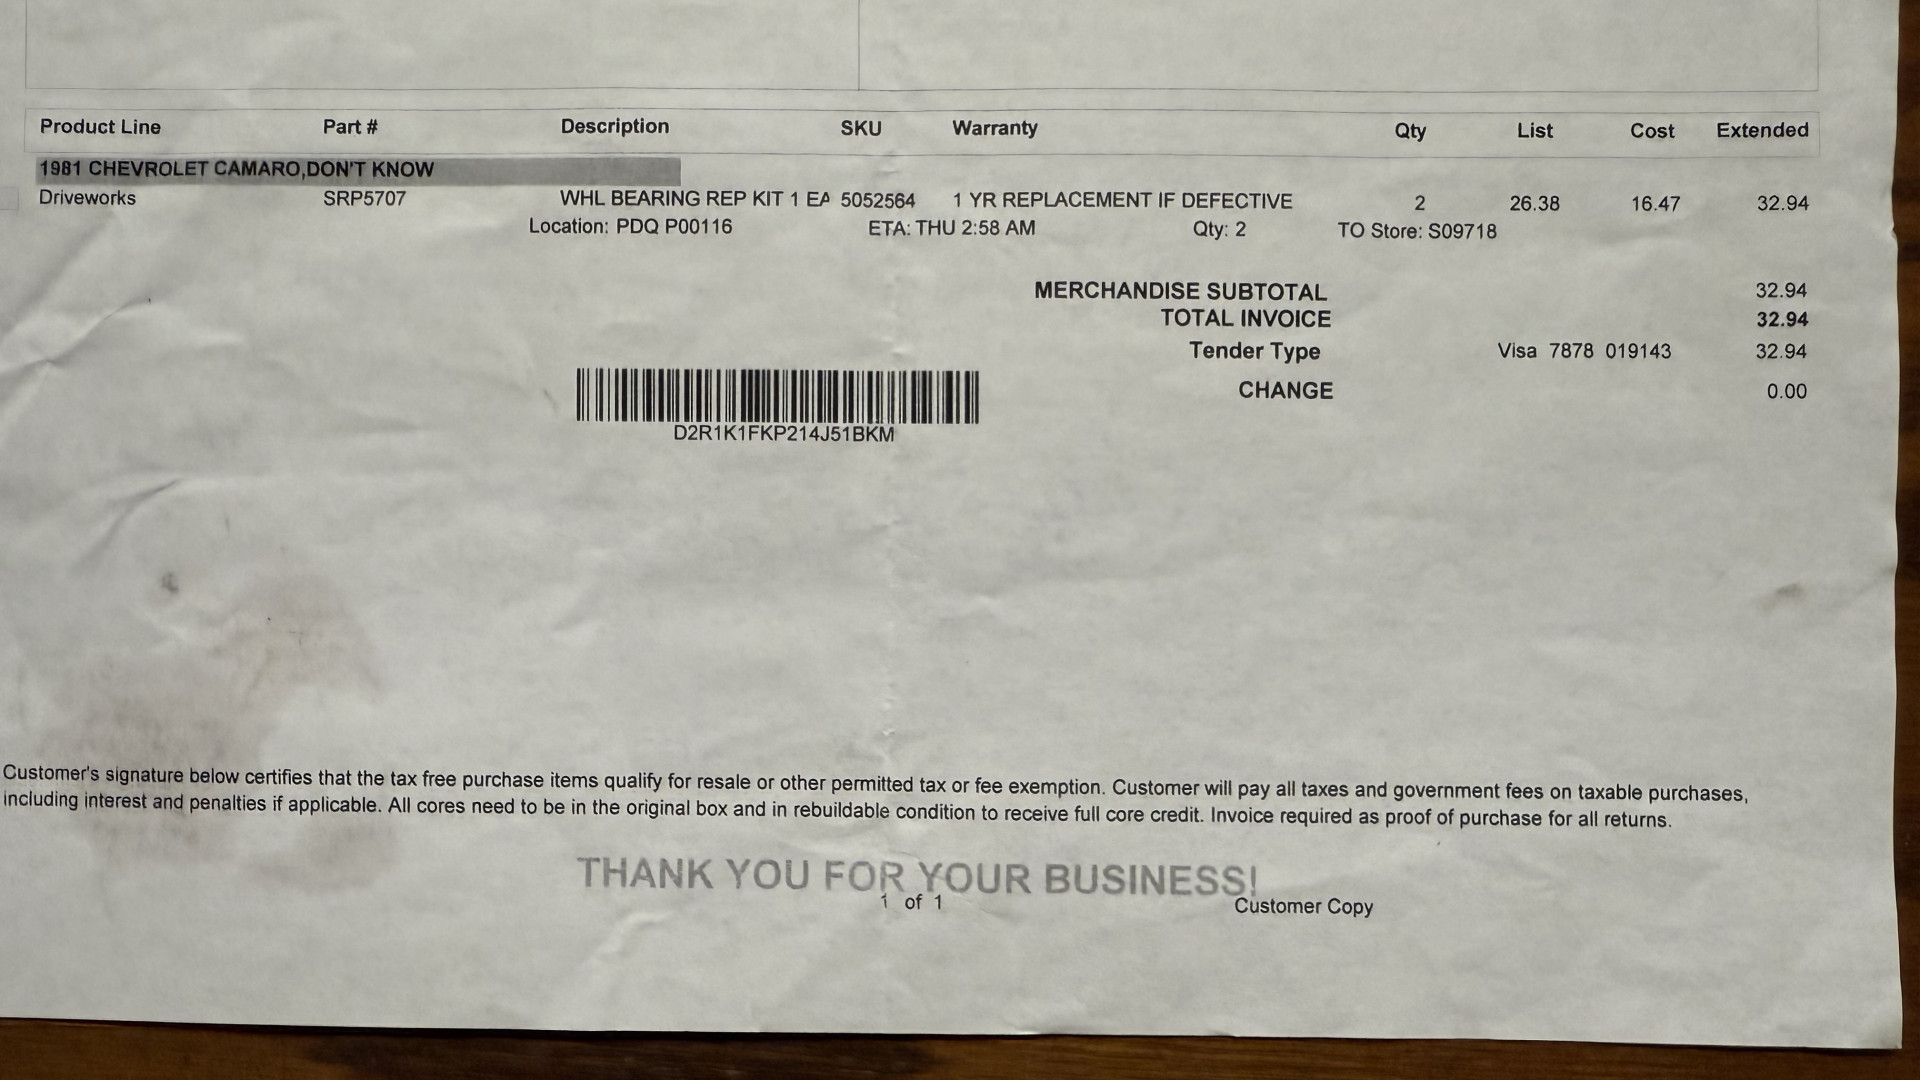 Product Line Part # Description SKU Warranty Qty List Cost Extended
1981 CHEVROLET CAMARO,DON'T KNOW
Driveworks SRP5707 WHL BEARING REP KIT 1 EA 5052564 1 YR REPLACEMENT IF DEFECTIVE 2 26.38 16.47 32.94
Location: PDQ P00116 ETA: THU 2:58 AM Qty: 2 TO Store: S09718
MERCHANDISE SUBTOTAL 32.94
TOTAL INVOICE 32.94
Tender Type Visa 7878 019143 32.94
CHANGE 0.00
D2R1K1FKP214J51BKM
Customer's signature below certifies that the tax free purchase items qualify for resale or other permitted tax or fee exemption. Customer will pay all taxes and government fees on taxable purchases,
including interest and penalties if applicable. All cores need to be in the original box and in rebuildable condition to receive full core credit. Invoice required as proof of purchase for all returns.
THANK YOU FOR YOUR BUSINESS!
1 of 1
Customer Copy